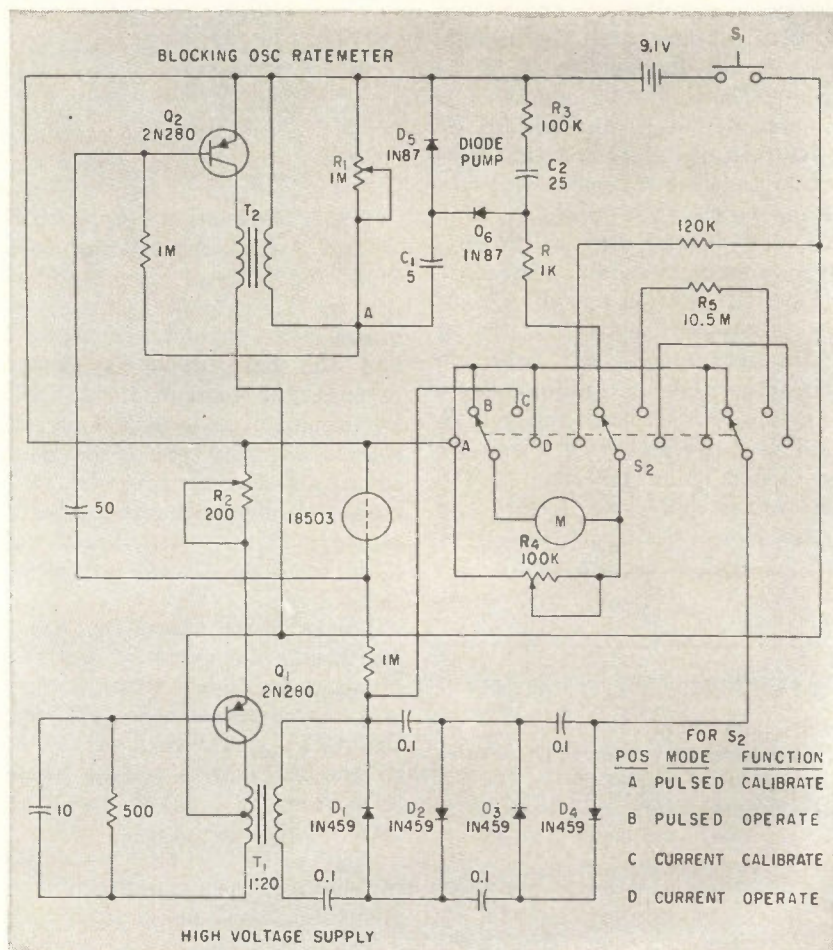 BLOCKING OSC RATEMETER
9.1V
S1
Q2
2N280
D5
1N87
DIODE
PUMP
R3
100K
R1
1M
C2
25
T2
1M
O6
1N87
120K
C1
5
R
1K
R5
10.5M
A
B
C
A
D
S2
R2
200
18503
M
50
R4
100K
1M
Q1
2N280
0.1
0.1
FOR S2
POS MODE FUNCTION
A PULSED CALIBRATE
B PULSED OPERATE
C CURRENT CALIBRATE
D CURRENT OPERATE
10
500
D1
1N459
D2
1N459
O3
1N459
D4
1N459
T1
1:20
0.1
0.1
HIGH VOLTAGE SUPPLY